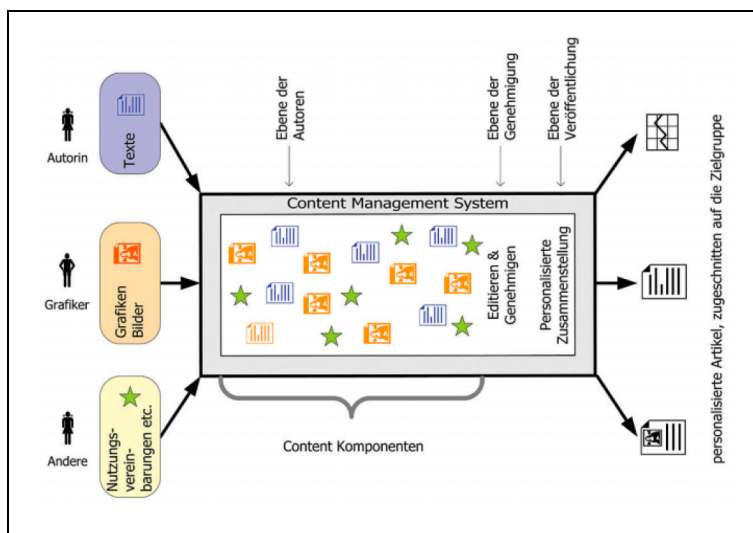 Autorin
Texte
Grafiker
Grafiken
Bilder
Andere
Nutzungs-
verein-
barungen etc.
Ebene der
Autoren
Ebene der
Genehmigung
Ebene der
Veröffentlichung
Content Management System
Editieren &
Genehmigen
Personalisierte
Zusammenstellung
Content Komponenten
personalisierte Artikel, zugeschnitten auf die Zielgruppe